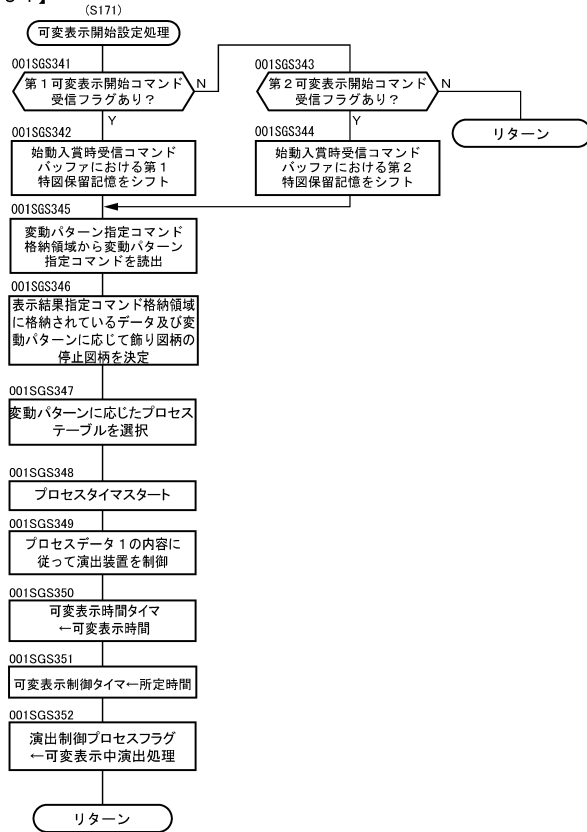 (S171)
可変表示開始設定処理
001SGS341
第1可変表示開始コマンド
受信フラグあり？
N
Y
001SGS343
第2可変表示開始コマンド
受信フラグあり？
N
Y
リターン
001SGS342
始動入賞時受信コマンド
バッファにおける第1
特図保留記憶をシフト
001SGS344
始動入賞時受信コマンド
バッファにおける第2
特図保留記憶をシフト
001SGS345
変動パターン指定コマンド
格納領域から変動パターン
指定コマンドを読出
001SGS346
表示結果指定コマンド格納領域
に格納されているデータ及び変
動パターンに応じて飾り図柄の
停止図柄を決定
001SGS347
変動パターンに応じたプロセス
テーブルを選択
001SGS348
プロセスタイマスタート
001SGS349
プロセスデータ1の内容に
従って演出装置を制御
001SGS350
可変表示時間タイマ
←可変表示時間
001SGS351
可変表示制御タイマ←所定時間
001SGS352
演出制御プロセスフラグ
←可変表示中演出処理
リターン